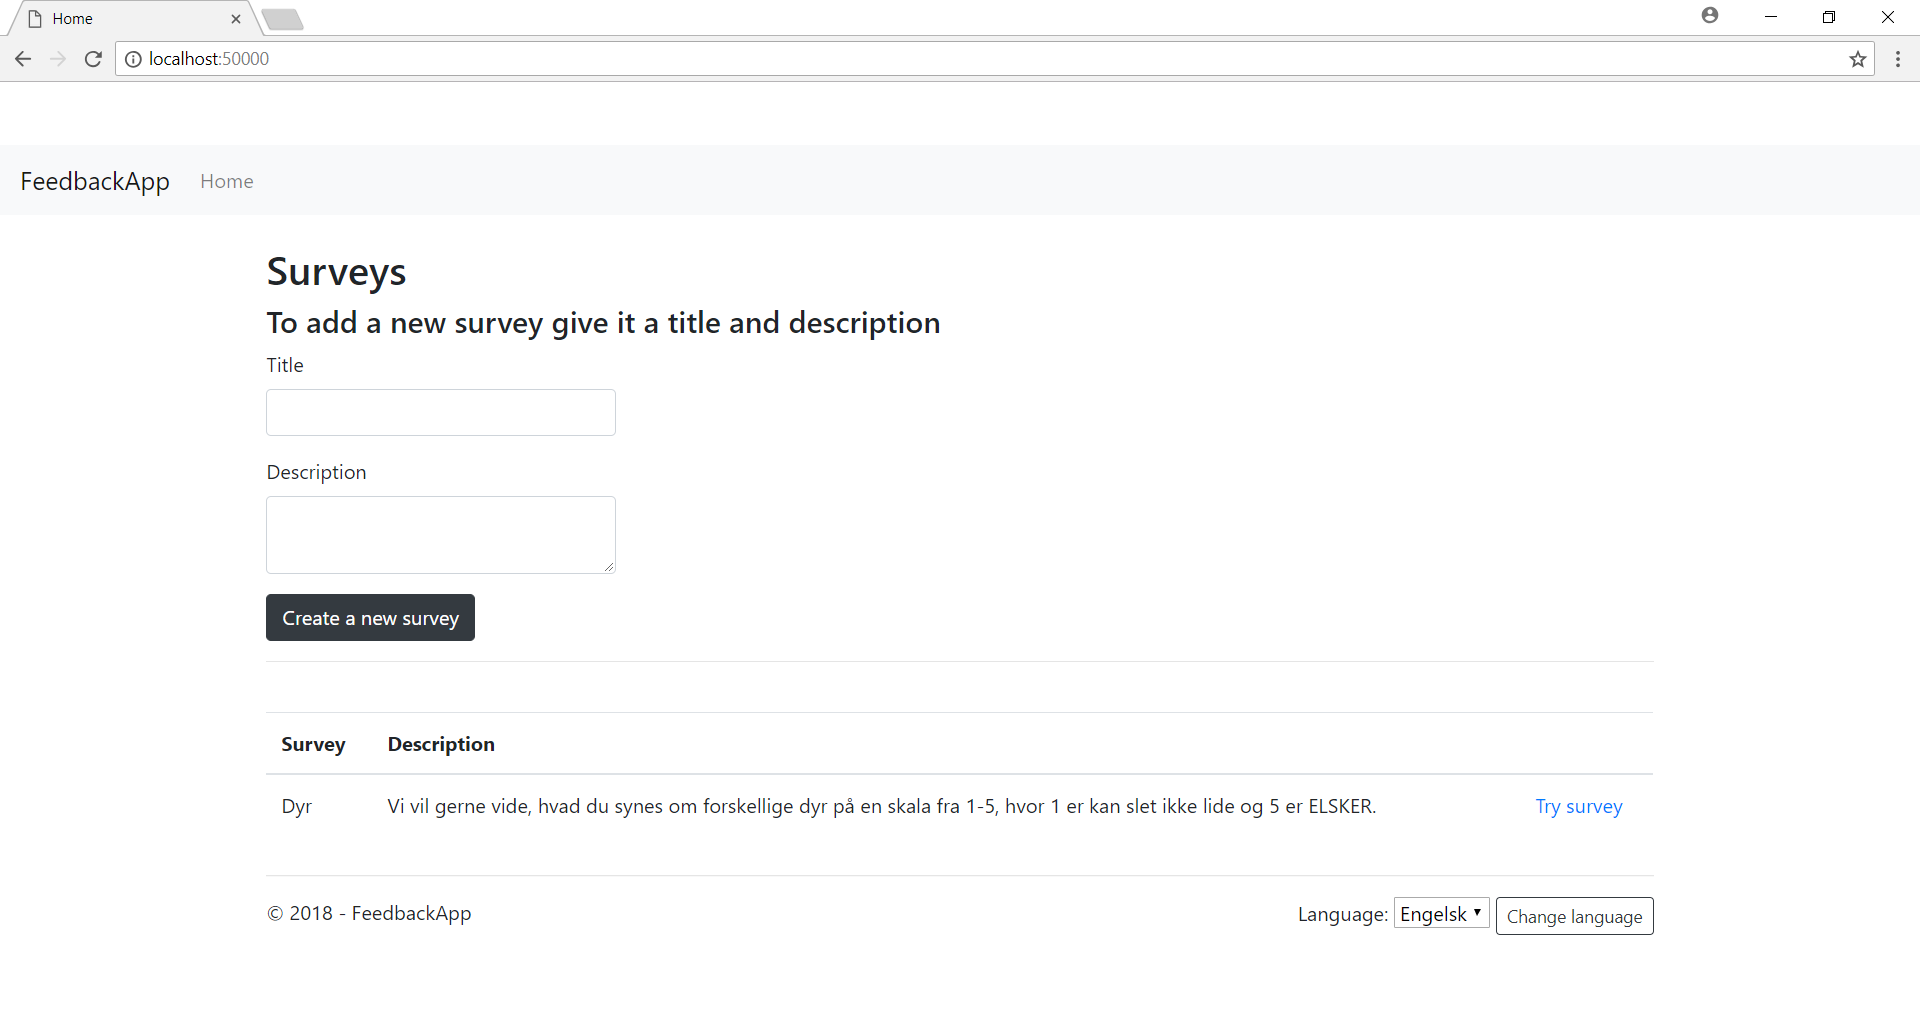 Home
localhost:50000
FeedbackApp Home
Surveys
To add a new survey give it a title and description
Title
Description
Create a new survey
Survey Description
Dyr Vi vil gerne vide, hvad du synes om forskellige dyr på en skala fra 1-5, hvor 1 er kan slet ikke lide og 5 er ELSKER. Try survey
© 2018 - FeedbackApp Language: Engelsk Change language